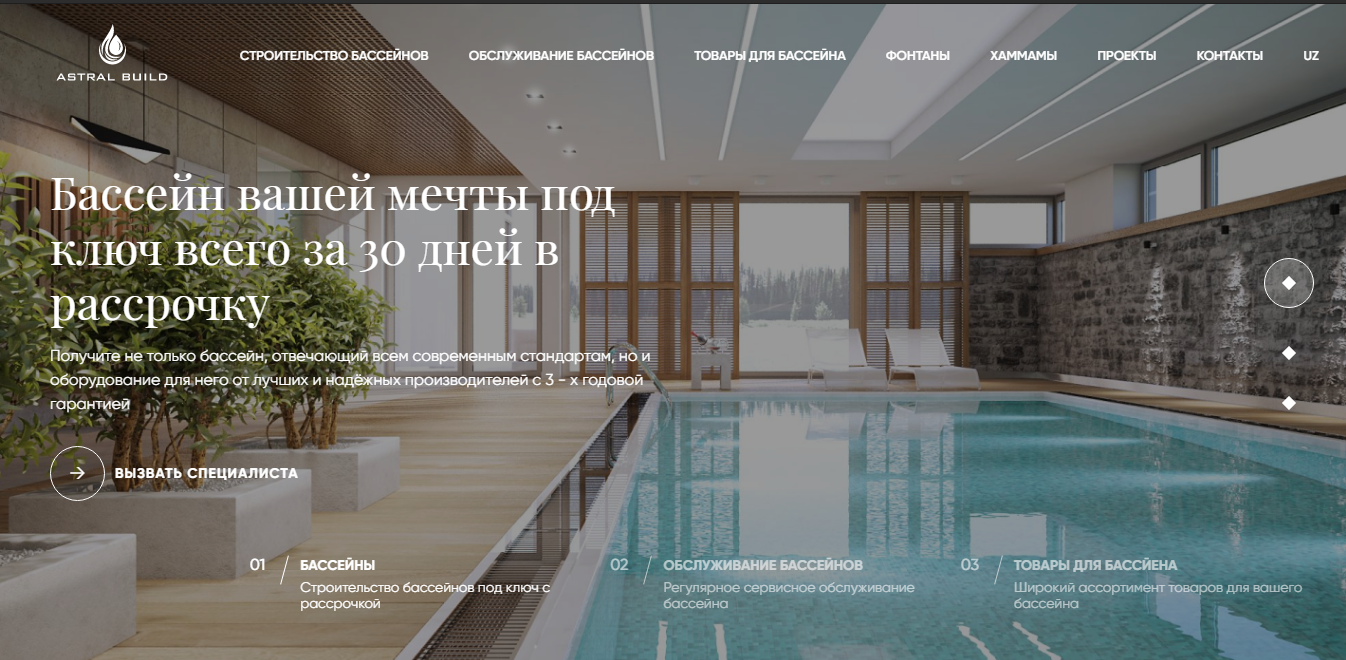 ASTRAL BUILD
СТРОИТЕЛЬСТВО БАССЕЙНОВ
ОБСЛУЖИВАНИЕ БАССЕЙНОВ
ТОВАРЫ ДЛЯ БАССЕЙНА
ФОНТАНЫ
ХАММАМЫ
ПРОЕКТЫ
КОНТАКТЫ
UZ
Бассейн вашей мечты под
ключ всего за 30 дней в
рассрочку
Получите не только бассейн, отвечающий всем современным стандартам, но и
оборудование для него от лучших и надёжных производителей с 3 - х годовой
гарантией
ВЫЗВАТЬ СПЕЦИАЛИСТА
01
БАССЕЙНЫ
Строительство бассейнов под ключ с
рассрочкой
02
ОБСЛУЖИВАНИЕ БАССЕЙНОВ
Регулярное сервисное обслуживание
бассейна
03
ТОВАРЫ ДЛЯ БАССЕЙНА
Широкий ассортимент товаров для вашего
бассейна